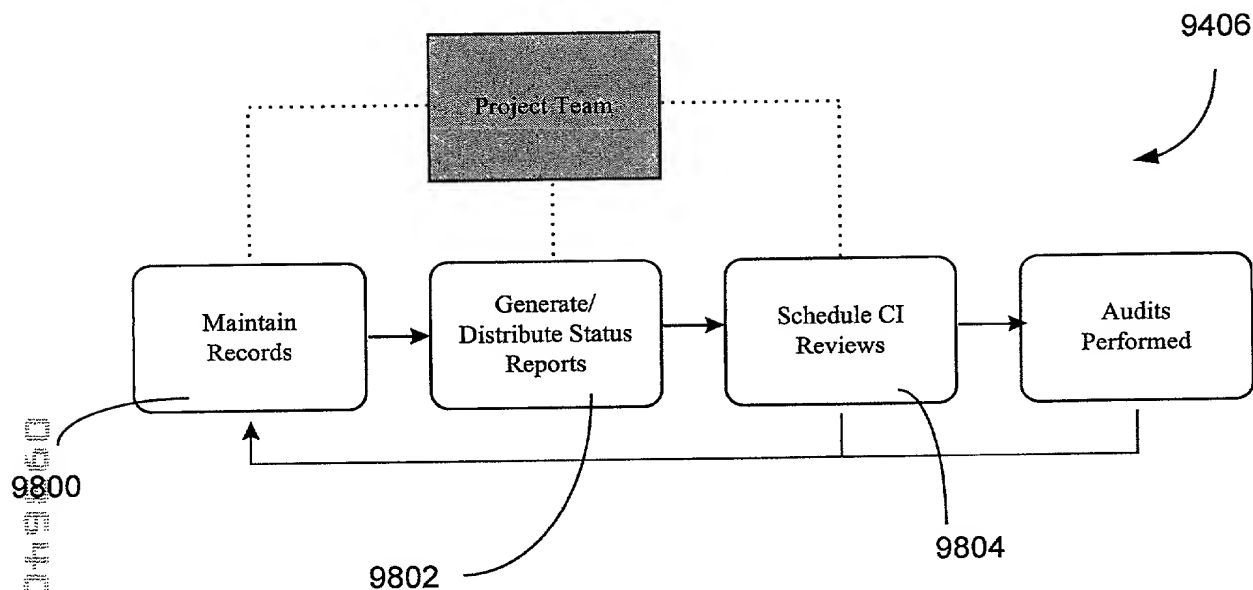 9406
Project Team
Maintain
Records
Generate/
Distribute Status
Reports
Schedule CI
Reviews
Audits
Performed
9800
9802
9804